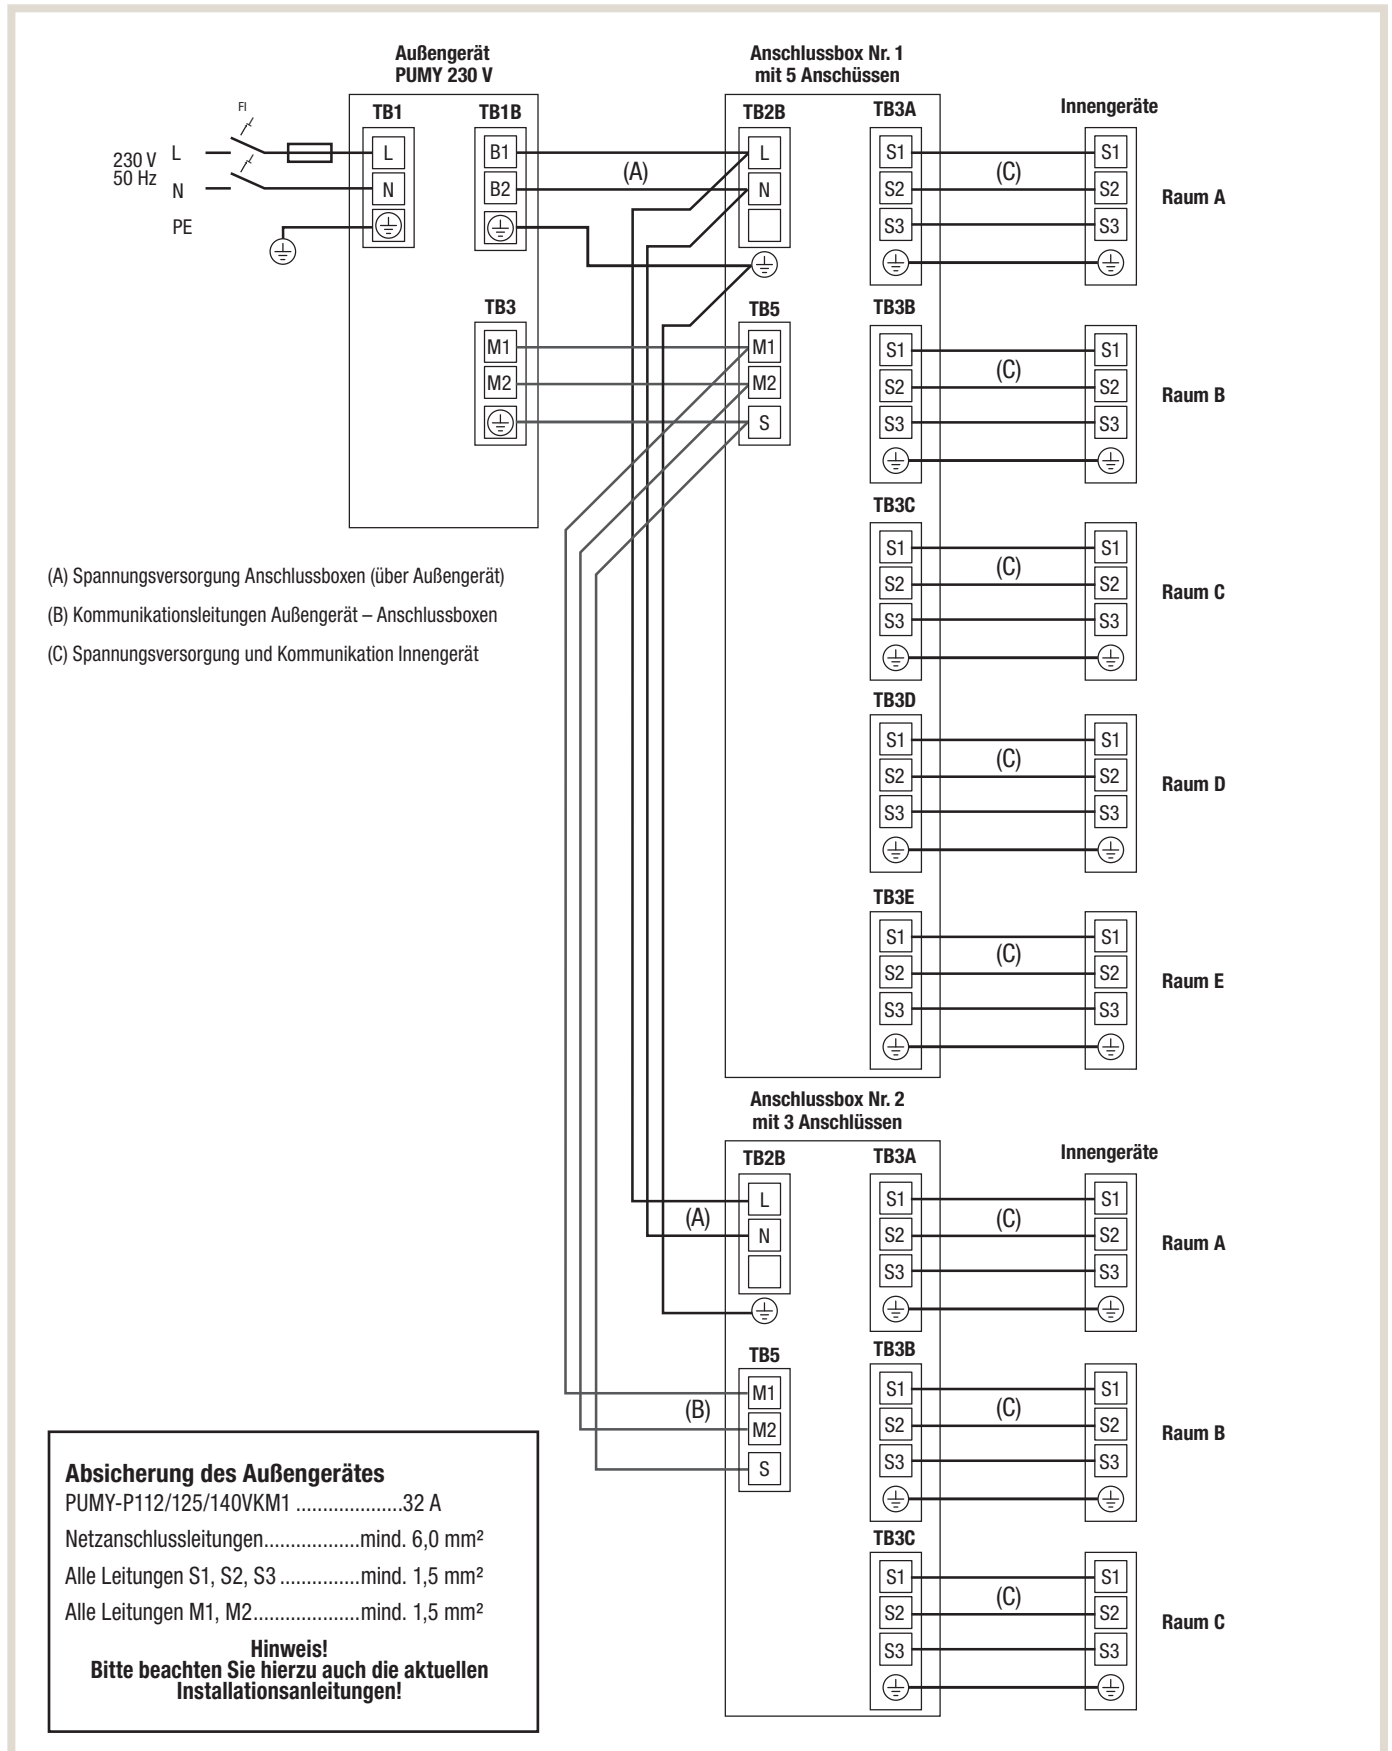 Außengerät
PUMY 230 V
Anschlussbox Nr. 1
mit 5 Anschüssen
TB1
TB1B
TB2B
TB3A
Innengeräte
FI
230 V
50 Hz
L
N
PE
L
N
B1
B2
(A)
L
N
S1
S2
S3
(C)
S1
S2
S3
Raum A
TB3
M1
M2
TB5
M1
M2
S
TB3B
S1
S2
S3
(C)
S1
S2
S3
Raum B
TB3C
S1
S2
S3
(C)
S1
S2
S3
Raum C
(A) Spannungsversorgung Anschlussboxen (über Außengerät)
(B) Kommunikationsleitungen Außengerät – Anschlussboxen
(C) Spannungsversorgung und Kommunikation Innengerät
TB3D
S1
S2
S3
(C)
S1
S2
S3
Raum D
TB3E
S1
S2
S3
(C)
S1
S2
S3
Raum E
Anschlussbox Nr. 2
mit 3 Anschlüssen
TB2B
TB3A
Innengeräte
(A)
L
N
S1
S2
S3
(C)
S1
S2
S3
Raum A
TB5
(B)
M1
M2
S
TB3B
S1
S2
S3
(C)
S1
S2
S3
Raum B
TB3C
S1
S2
S3
(C)
S1
S2
S3
Raum C
Absicherung des Außengerätes
PUMY-P112/125/140VKM1 ....................32 A
Netzanschlussleitungen..................mind. 6,0 mm²
Alle Leitungen S1, S2, S3 ...............mind. 1,5 mm²
Alle Leitungen M1, M2....................mind. 1,5 mm²
Hinweis!
Bitte beachten Sie hierzu auch die aktuellen
Installationsanleitungen!